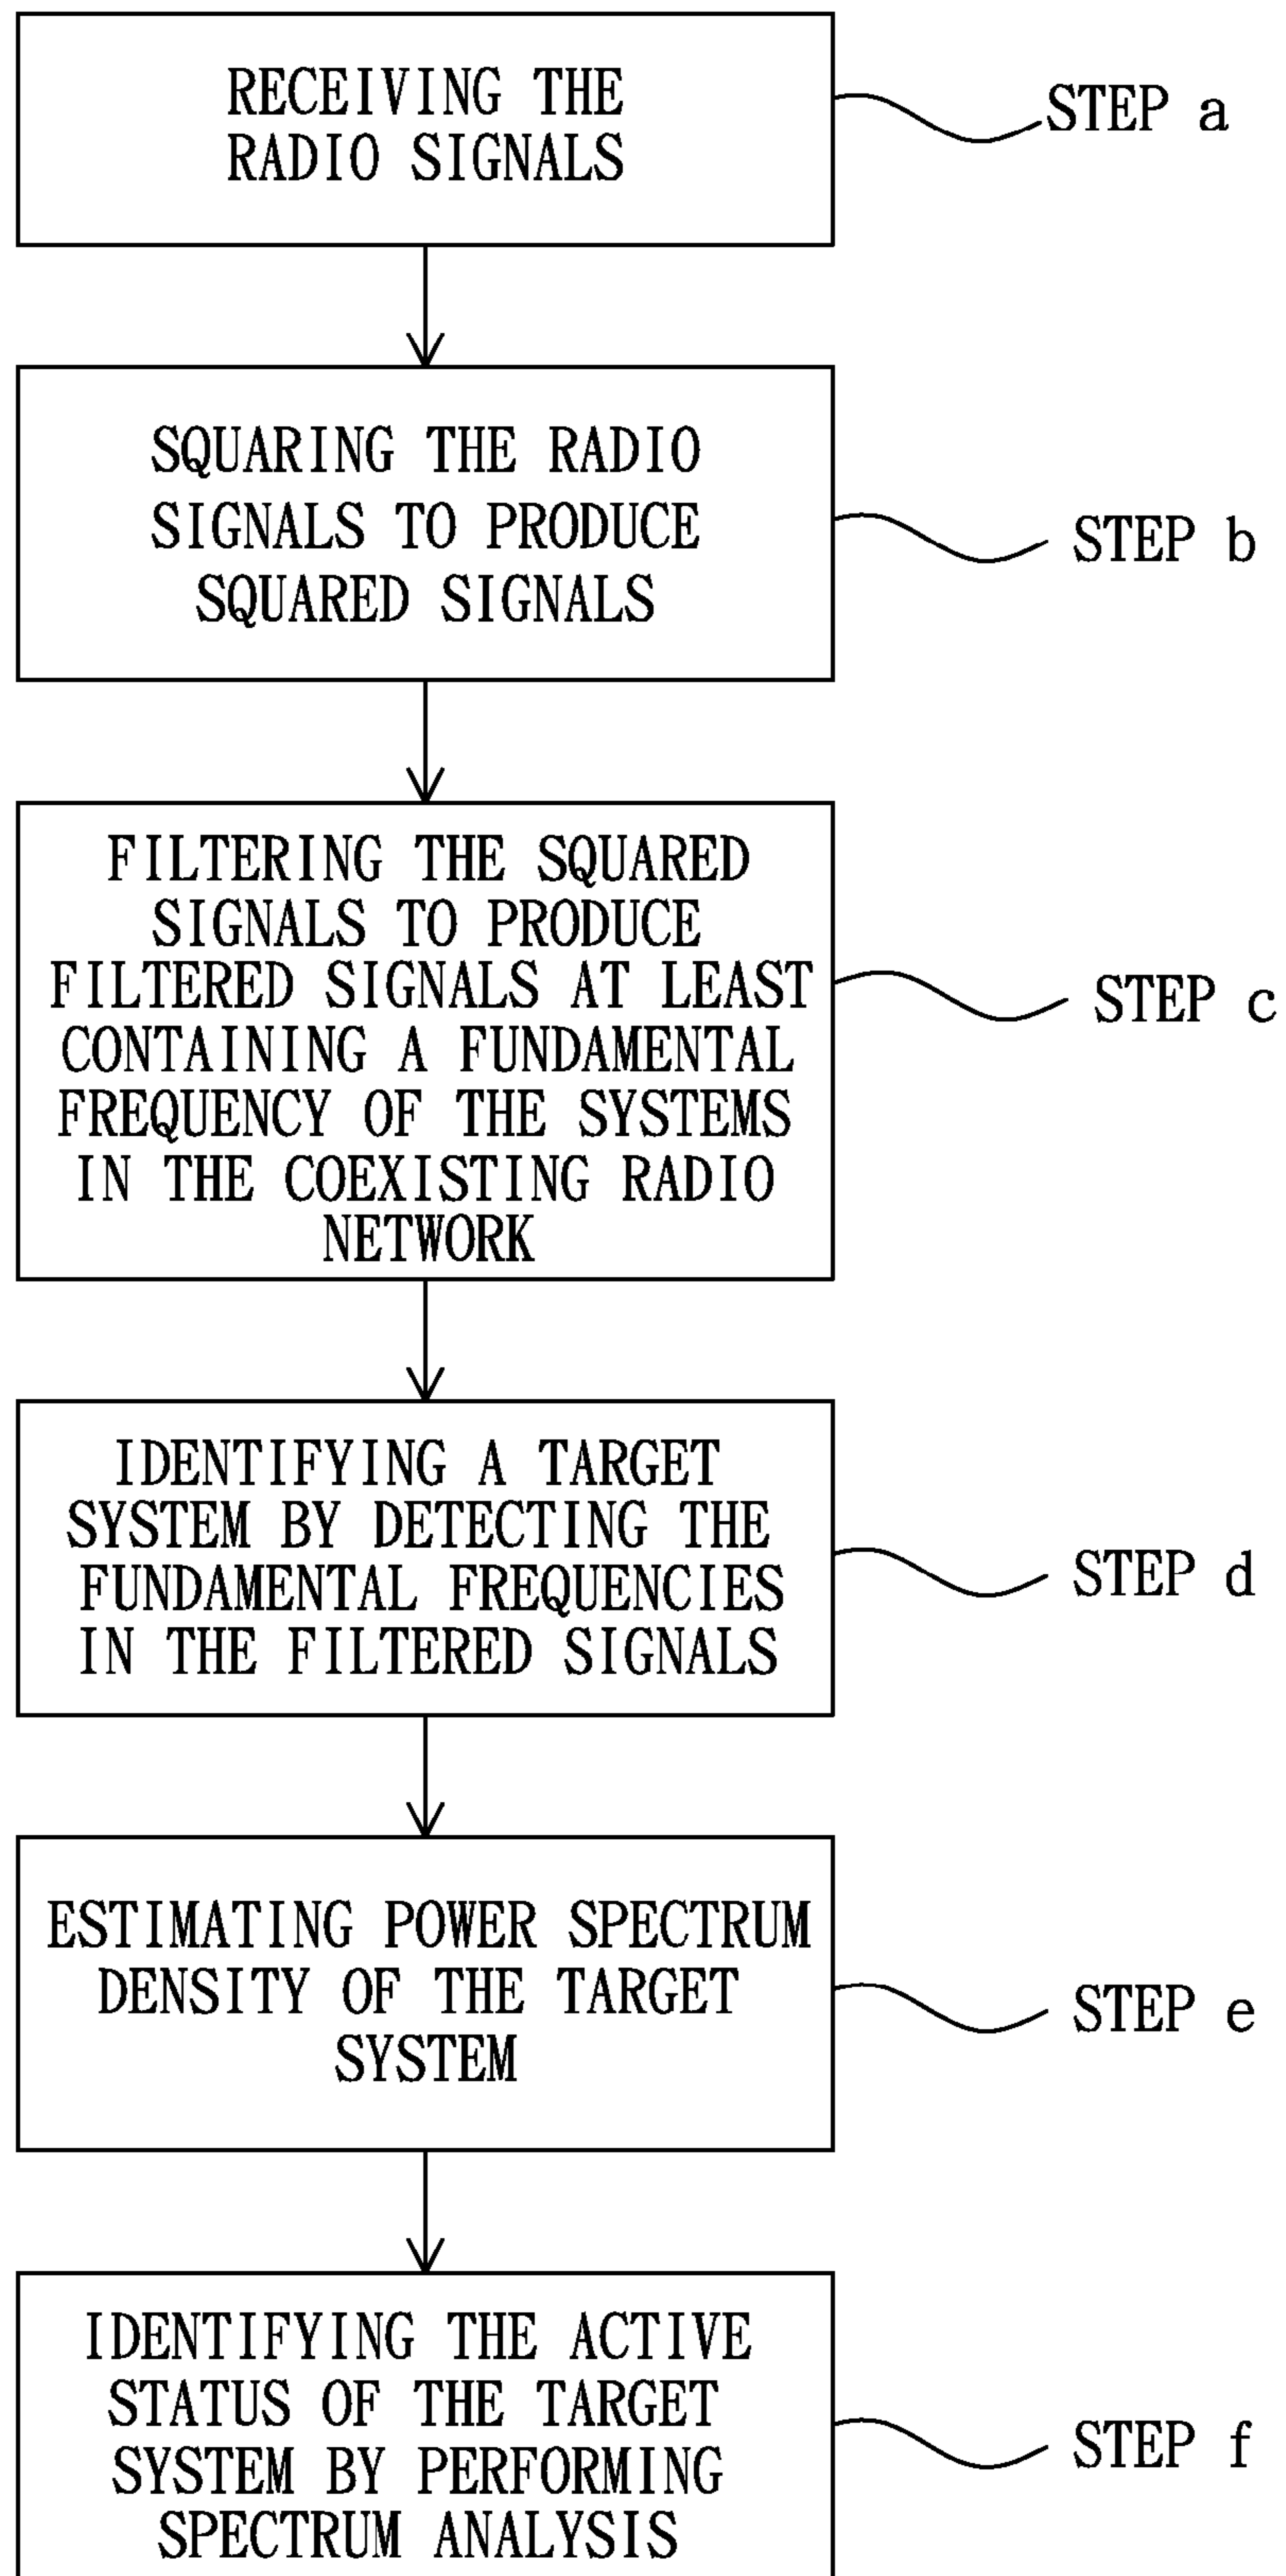 RECEIVING THE
RADIO SIGNALS
STEP a
SQUARING THE RADIO
SIGNALS TO PRODUCE
SQUARED SIGNALS
STEP b
FILTERING THE SQUARED
SIGNALS TO PRODUCE
FILTERED SIGNALS AT LEAST
CONTAINING A FUNDAMENTAL
FREQUENCY OF THE SYSTEMS
IN THE COEXISTING RADIO
NETWORK
STEP c
IDENTIFYING A TARGET
SYSTEM BY DETECTING THE
FUNDAMENTAL FREQUENCIES
IN THE FILTERED SIGNALS
STEP d
ESTIMATING POWER SPECTRUM
DENSITY OF THE TARGET
SYSTEM
STEP e
IDENTIFYING THE ACTIVE
STATUS OF THE TARGET
SYSTEM BY PERFORMING
SPECTRUM ANALYSIS
STEP f